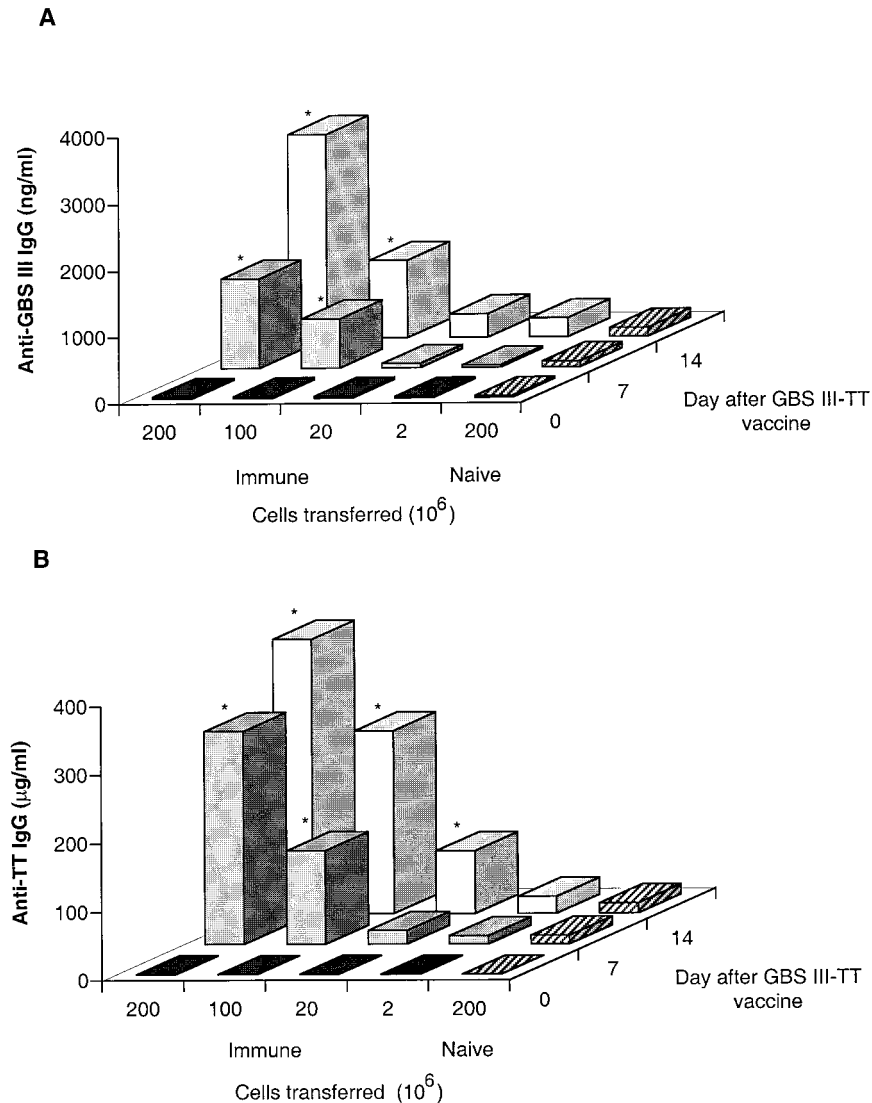 A
*
4000
3000
*
2000
*
*
1000
0
Anti-GBS III IgG (ng/ml)
14
7
0
Day after GBS III-TT
vaccine
200 100 20 2 200
Immune Naive
Cells transferred (10^6)
B
*
400
*
*
300
200
*
*
100
0
Anti-TT IgG (μg/ml)
14
7
0
Day after GBS III-TT
vaccine
200 100 20 2 200
Immune Naive
Cells transferred (10^6)